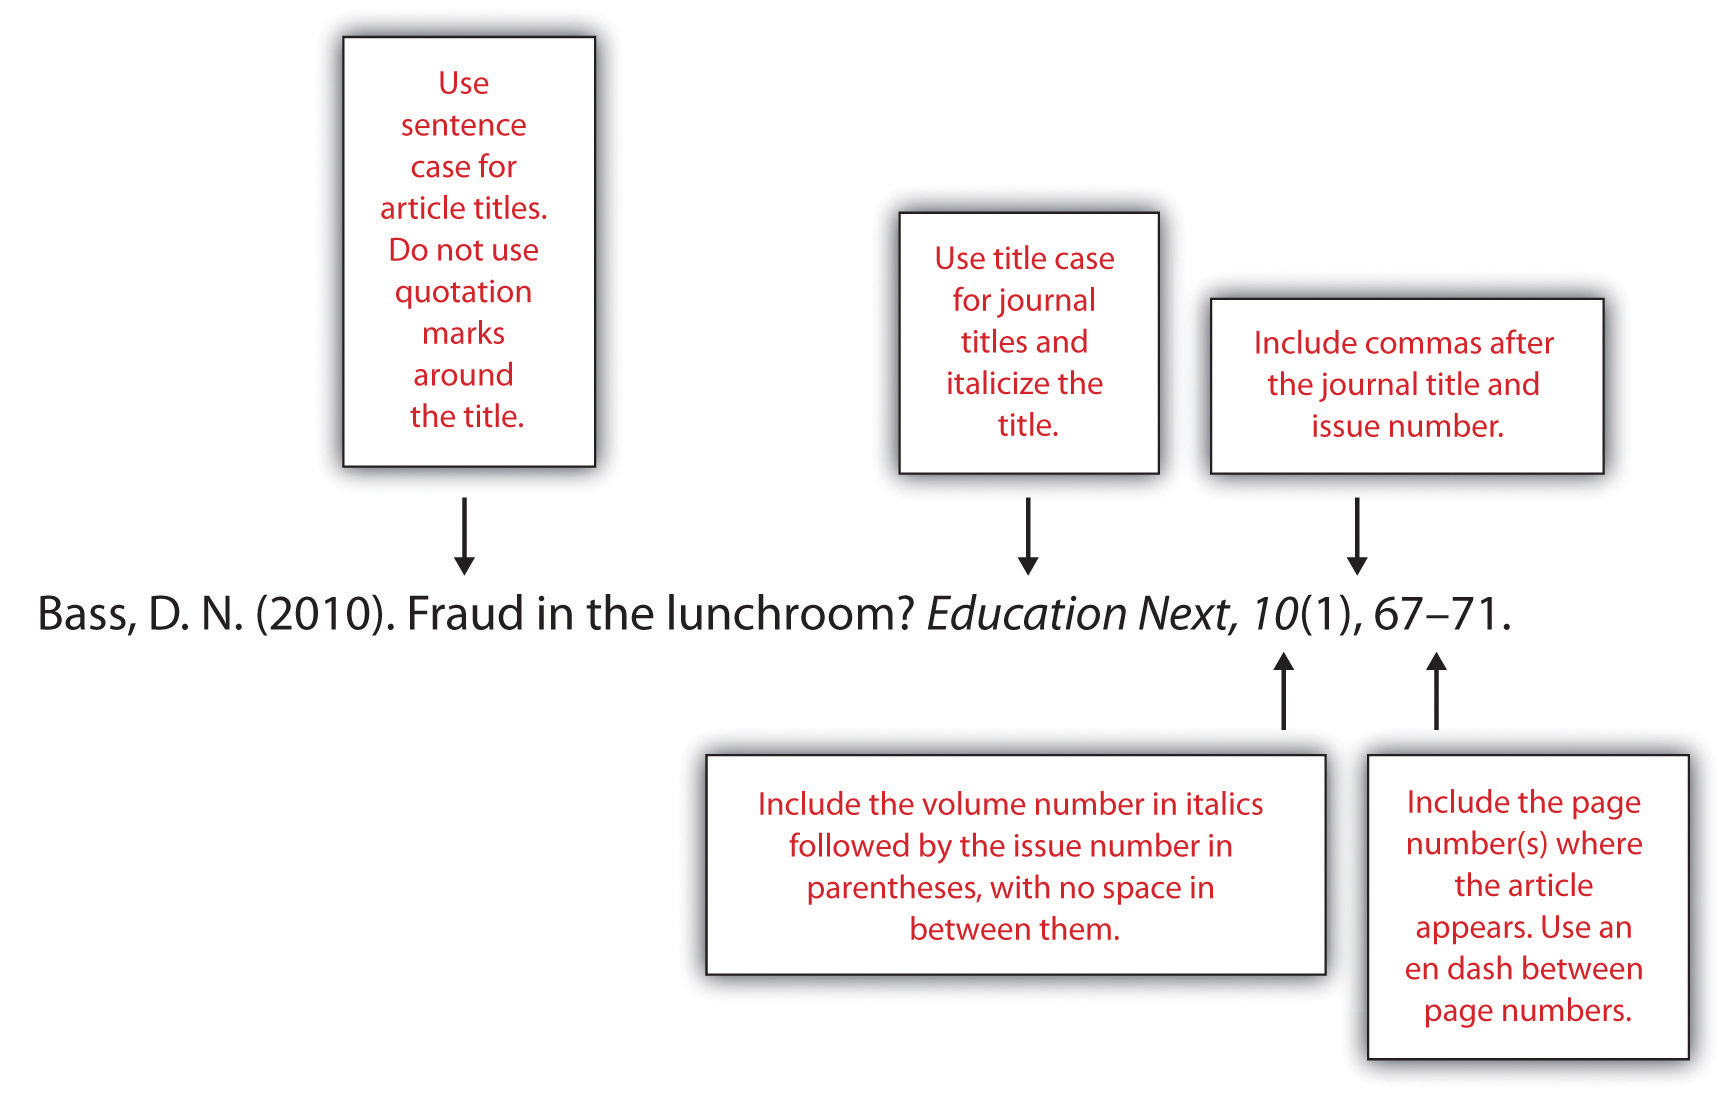 Use
sentence
case for
article titles.
Do not use
quotation
marks
around
the title.
Use title case
for journal
titles and
italicize the
title.
Include commas after
the journal title and
issue number.
Bass, D. N. (2010). Fraud in the lunchroom? Education Next, 10(1), 67–71.
Include the volume number in italics
followed by the issue number in
parentheses, with no space in
between them.
Include the page
number(s) where
the article
appears. Use an
en dash between
page numbers.